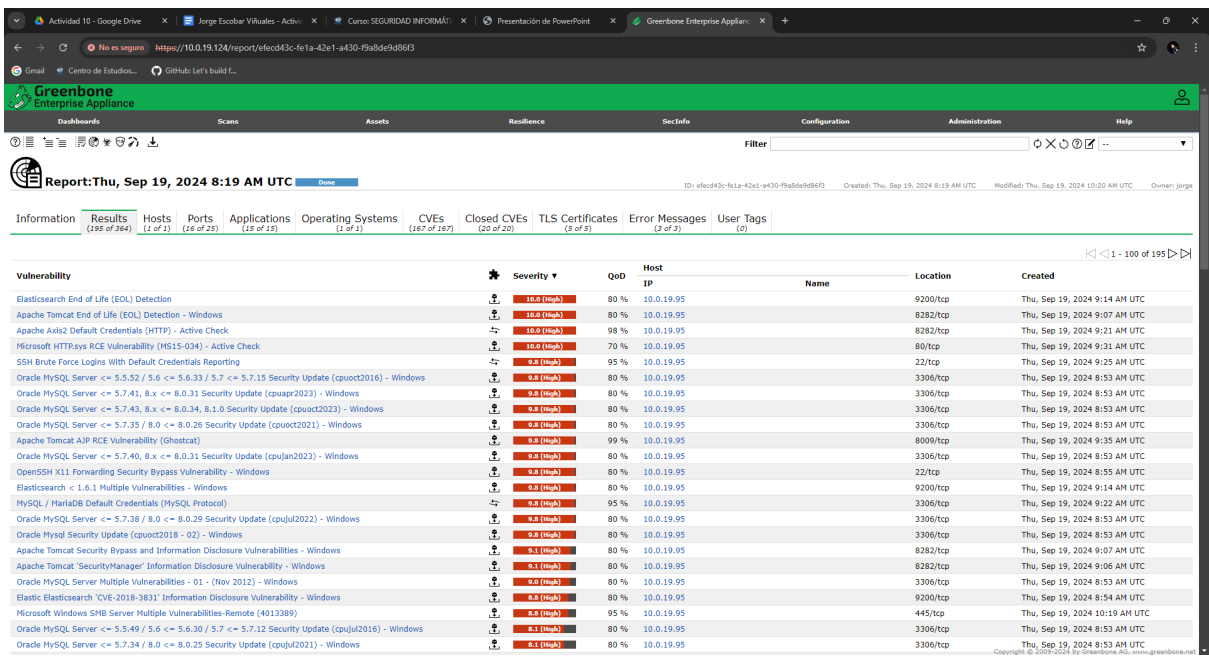 Actividad 10 - Google Drive
Jorge Escobar Viñuales - Activic
Curso: SEGURIDAD INFORMÁTI
Presentación de PowerPoint
Greenbone Enterprise Applianc
No es seguro https://10.0.19.124/report/efecd43c-fe1a-42e1-a430-f9a8de9d86f3
Gmail Centro de Estudios... GitHub: Let's build f...
Greenbone
Enterprise Appliance
Dashboards Scans Assets Resilience SecInfo Configuration Administration Help
Filter --
Report:Thu, Sep 19, 2024 8:19 AM UTC Done
ID: efecd43c-fe1a-42e1-a430-f9a8de9d86f3 Created: Thu, Sep 19, 2024 8:19 AM UTC Modified: Thu, Sep 19, 2024 10:20 AM UTC Owner: jorge
Information Results Hosts Ports Applications Operating Systems CVEs Closed CVEs TLS Certificates Error Messages User Tags
(195 of 364) (1 of 1) (16 of 25) (15 of 15) (1 of 1) (167 of 167) (20 of 20) (5 of 5) (3 of 3) (0)
1 - 100 of 195
Vulnerability Severity ▼ QoD Host Location Created
IP Name
Elasticsearch End of Life (EOL) Detection 10.0 (High) 80 % 10.0.19.95 9200/tcp Thu, Sep 19, 2024 9:14 AM UTC
Apache Tomcat End of Life (EOL) Detection - Windows 10.0 (High) 80 % 10.0.19.95 8282/tcp Thu, Sep 19, 2024 9:07 AM UTC
Apache Axis2 Default Credentials (HTTP) - Active Check 10.0 (High) 98 % 10.0.19.95 8282/tcp Thu, Sep 19, 2024 9:21 AM UTC
Microsoft HTTP.sys RCE Vulnerability (MS15-034) - Active Check 10.0 (High) 70 % 10.0.19.95 80/tcp Thu, Sep 19, 2024 9:31 AM UTC
SSH Brute Force Logins With Default Credentials Reporting 9.8 (High) 95 % 10.0.19.95 22/tcp Thu, Sep 19, 2024 9:25 AM UTC
Oracle MySQL Server <= 5.5.52 / 5.6 <= 5.6.33 / 5.7 <= 5.7.15 Security Update (cpuoct2016) - Windows 9.8 (High) 80 % 10.0.19.95 3306/tcp Thu, Sep 19, 2024 8:53 AM UTC
Oracle MySQL Server <= 5.7.41, 8.x <= 8.0.31 Security Update (cpuapr2023) - Windows 9.8 (High) 80 % 10.0.19.95 3306/tcp Thu, Sep 19, 2024 8:53 AM UTC
Oracle MySQL Server <= 5.7.43, 8.x <= 8.0.34, 8.1.0 Security Update (cpuoct2023) - Windows 9.8 (High) 80 % 10.0.19.95 3306/tcp Thu, Sep 19, 2024 8:53 AM UTC
Oracle MySQL Server <= 5.7.35 / 8.0 <= 8.0.26 Security Update (cpuoct2021) - Windows 9.8 (High) 80 % 10.0.19.95 3306/tcp Thu, Sep 19, 2024 8:53 AM UTC
Apache Tomcat AJP RCE Vulnerability (Ghostcat) 9.8 (High) 99 % 10.0.19.95 8009/tcp Thu, Sep 19, 2024 9:35 AM UTC
Oracle MySQL Server <= 5.7.40, 8.x <= 8.0.31 Security Update (cpujan2023) - Windows 9.8 (High) 80 % 10.0.19.95 3306/tcp Thu, Sep 19, 2024 8:53 AM UTC
OpenSSH X11 Forwarding Security Bypass Vulnerability - Windows 9.8 (High) 80 % 10.0.19.95 22/tcp Thu, Sep 19, 2024 8:55 AM UTC
Elasticsearch < 1.6.1 Multiple Vulnerabilities - Windows 9.8 (High) 80 % 10.0.19.95 9200/tcp Thu, Sep 19, 2024 9:14 AM UTC
MySQL / MariaDB Default Credentials (MySQL Protocol) 9.8 (High) 95 % 10.0.19.95 3306/tcp Thu, Sep 19, 2024 9:22 AM UTC
Oracle MySQL Server <= 5.7.38 / 8.0 <= 8.0.29 Security Update (cpujul2022) - Windows 9.8 (High) 80 % 10.0.19.95 3306/tcp Thu, Sep 19, 2024 8:53 AM UTC
Oracle Mysql Security Update (cpuoct2018 - 02) - Windows 9.8 (High) 80 % 10.0.19.95 3306/tcp Thu, Sep 19, 2024 8:53 AM UTC
Apache Tomcat Security Bypass and Information Disclosure Vulnerabilities - Windows 9.1 (High) 80 % 10.0.19.95 8282/tcp Thu, Sep 19, 2024 9:07 AM UTC
Apache Tomcat 'SecurityManager' Information Disclosure Vulnerability - Windows 9.1 (High) 80 % 10.0.19.95 8282/tcp Thu, Sep 19, 2024 9:06 AM UTC
Oracle MySQL Server Multiple Vulnerabilities - 01 - (Nov 2012) - Windows 9.0 (High) 80 % 10.0.19.95 3306/tcp Thu, Sep 19, 2024 8:53 AM UTC
Elastic Elasticsearch 'CVE-2018-3831' Information Disclosure Vulnerability - Windows 8.8 (High) 80 % 10.0.19.95 9200/tcp Thu, Sep 19, 2024 8:54 AM UTC
Microsoft Windows SMB Server Multiple Vulnerabilities-Remote (4013389) 8.8 (High) 95 % 10.0.19.95 445/tcp Thu, Sep 19, 2024 10:19 AM UTC
Oracle MySQL Server <= 5.5.49 / 5.6 <= 5.6.30 / 5.7 <= 5.7.12 Security Update (cpujul2016) - Windows 8.1 (High) 80 % 10.0.19.95 3306/tcp Thu, Sep 19, 2024 8:53 AM UTC
Oracle MySQL Server <= 5.7.34 / 8.0 <= 8.0.25 Security Update (cpujul2021) - Windows 8.1 (High) 80 % 10.0.19.95 3306/tcp Thu, Sep 19, 2024 8:53 AM UTC
Copyright © 2009-2024 by Greenbone AG, www.greenbone.net